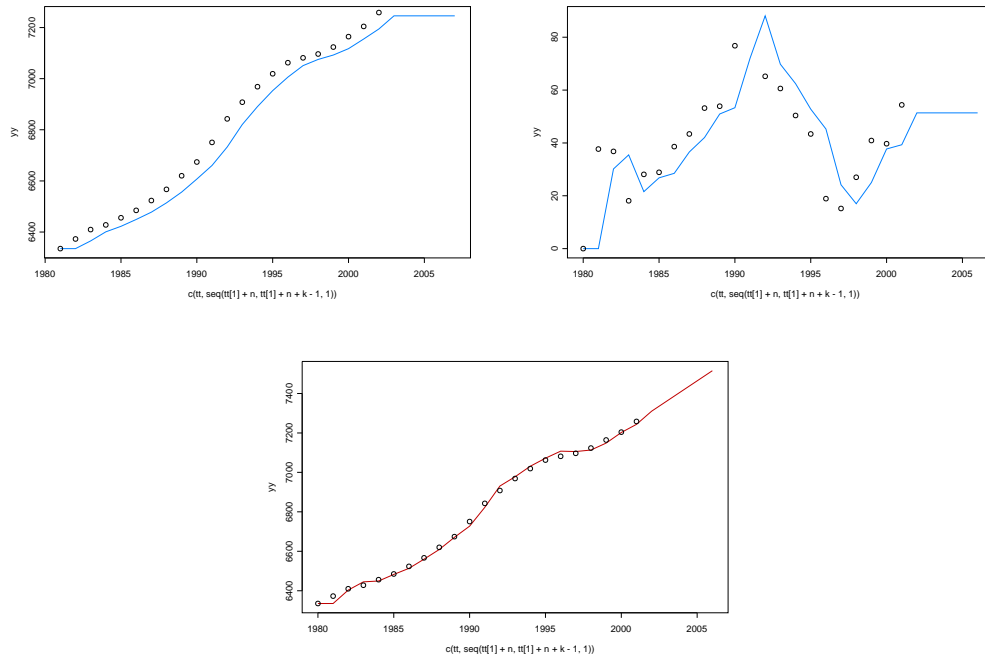 7200
7000
6800
6600
6400
yy
1980 1985 1990 1995 2000 2005
c(tt, seq(tt[1] + n, tt[1] + n + k - 1, 1))
80
60
40
20
0
yy
1980 1985 1990 1995 2000 2005
c(tt, seq(tt[1] + n, tt[1] + n + k - 1, 1))
7400
7200
7000
6800
6600
6400
yy
1980 1985 1990 1995 2000 2005
c(tt, seq(tt[1] + n, tt[1] + n + k - 1, 1))